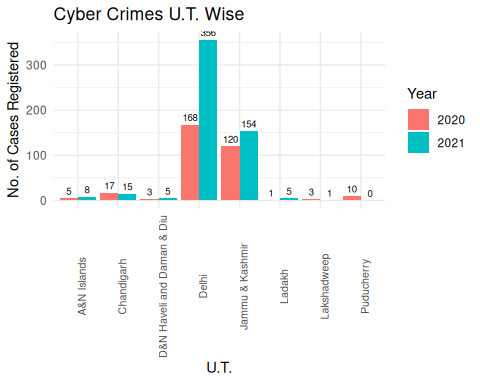 Cyber Crimes U.T. Wise
No. of Cases Registered
300
200
100
0
5
8
17
15
3
5
168
356
120
154
1
5
3
1
10
0
A&N Islands
Chandigarh
D&N Haveli and Daman & Diu
Delhi
Jammu & Kashmir
Ladakh
Lakshadweep
Puducherry
U.T.
Year
2020
2021